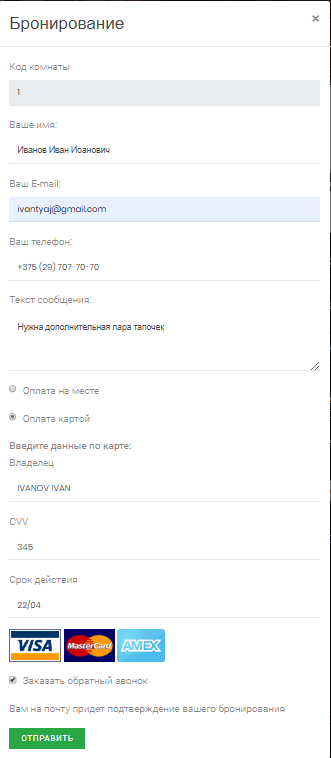 Бронирование
×
Код комнаты
1
Ваше имя:
Иванов Иван Иоанович
Ваш E-mail:
ivantyaj@gmail.com
Ваш телефон:
+375 (29) 707-70-70
Текст сообщения:
Нужна дополнительная пара тапочек
Оплата на месте
Оплата картой
Введите данные по карте:
Владелец
IVANOV IVAN
CVV
345
Срок действия
22/04
VISA MasterCard AMEX
Заказать обратный звонок
Вам на почту придет подтверждение вашего бронирования
ОТПРАВИТЬ